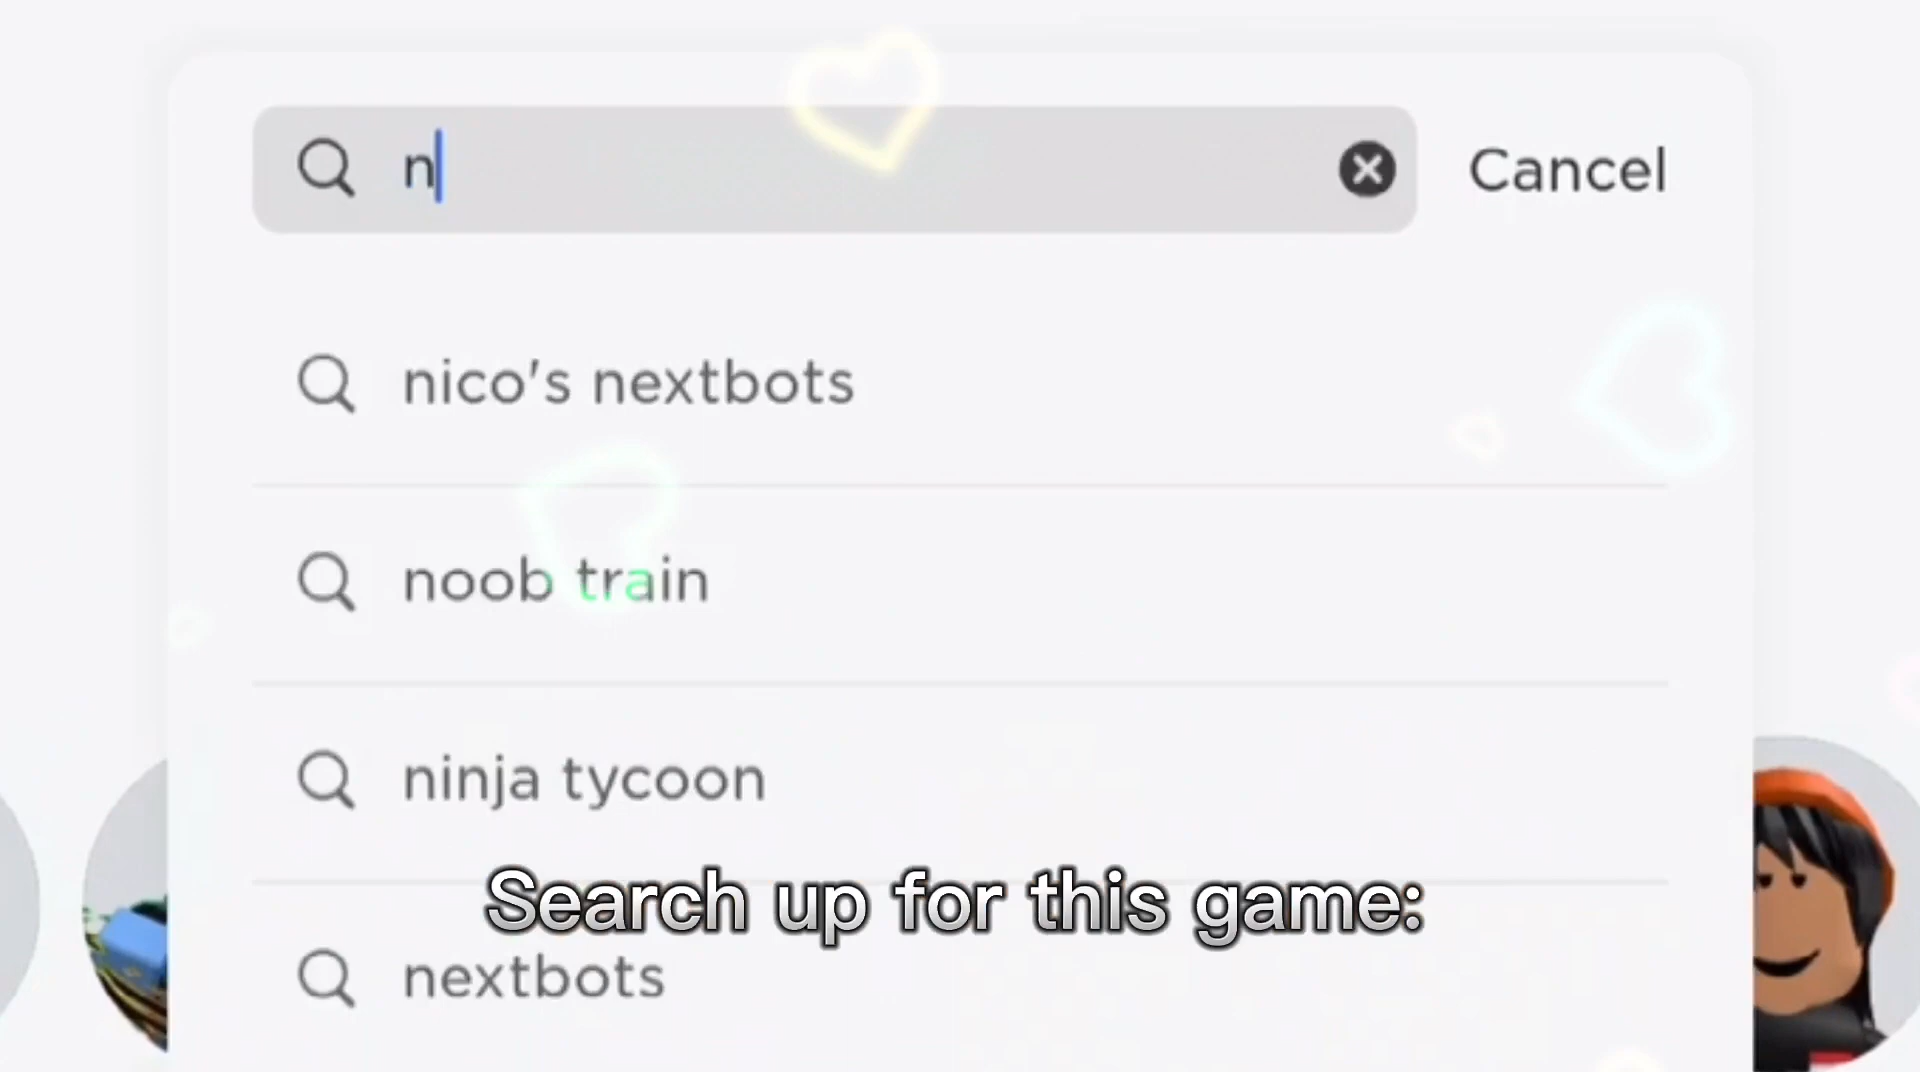 n
Cancel
nico's nextbots
noob train
ninja tycoon
Search up for this game:
nextbots